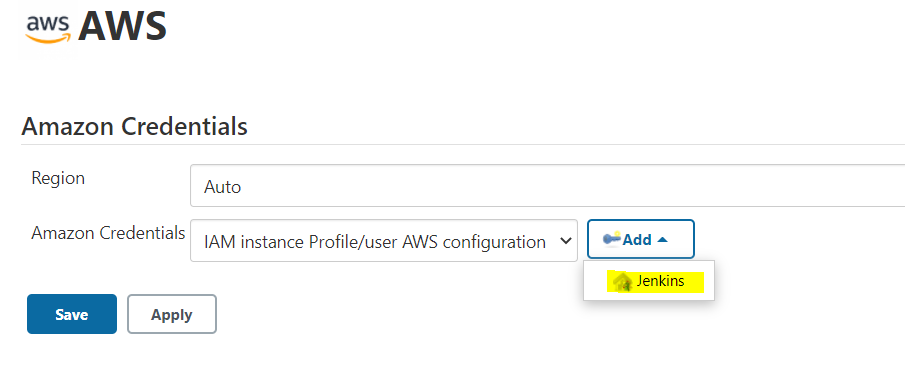 aws AWS
Amazon Credentials
Region
Auto
Amazon Credentials
IAM instance Profile/user AWS configuration
Add
Jenkins
Save
Apply